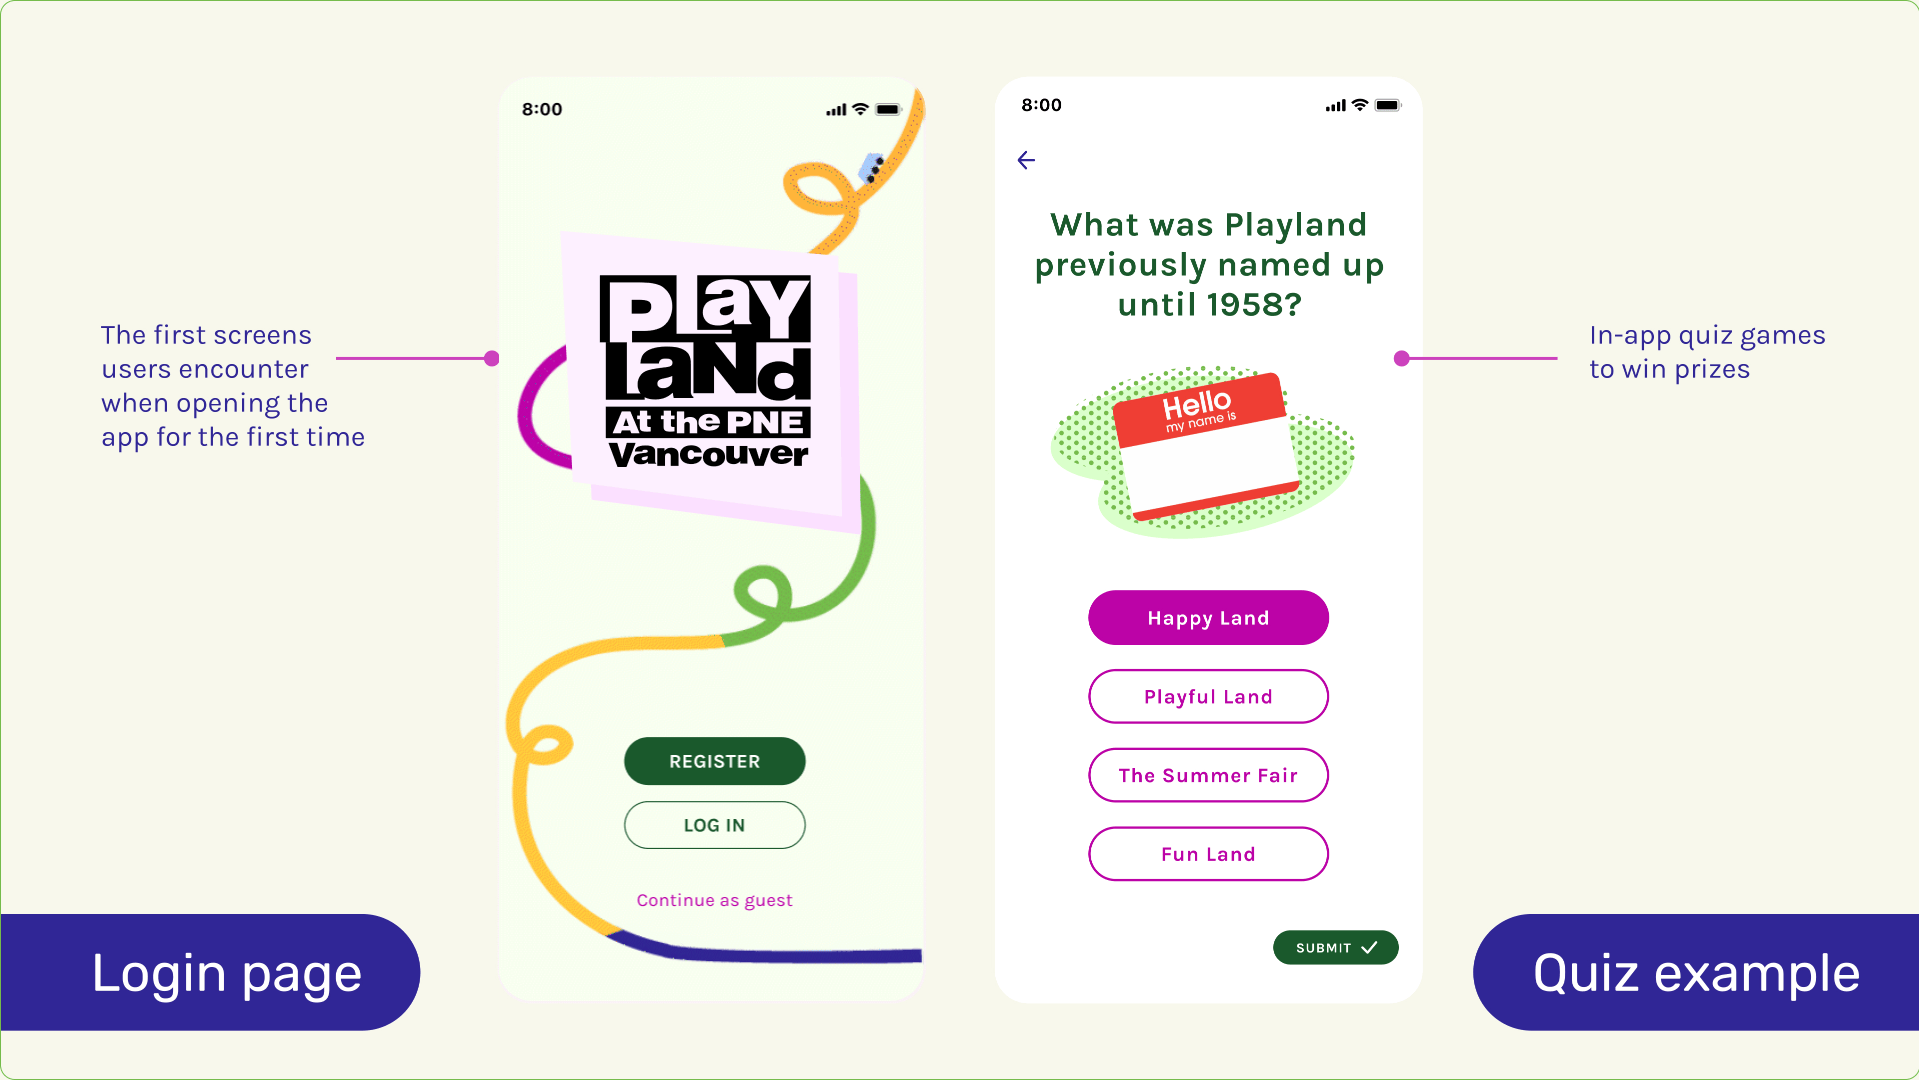 The first screens
users encounter
when opening the
app for the first time
Login page
8:00
PLay
LaNd
At the PNE
Vancouver
REGISTER
LOG IN
Continue as guest
8:00
What was Playland
previously named up
until 1958?
Hello
my name is
Happy Land
Playful Land
The Summer Fair
Fun Land
SUBMIT
In-app quiz games
to win prizes
Quiz example